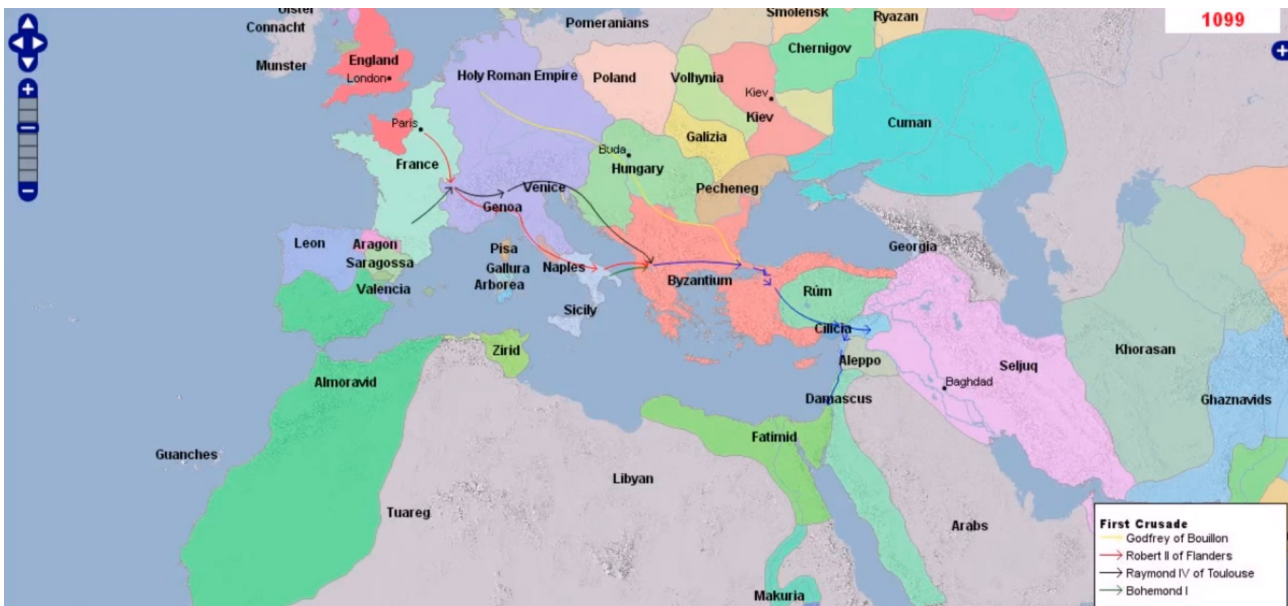 1099
Ulster
Connacht
Munster
England
London
Pomeranians
Smolensk
Ryazan
Chernigov
Holy Roman Empire
Poland
Volhynia
Kiev
Kiev
Cuman
Paris
France
Galizia
Buda
Hungary
Pecheneg
Venice
Genoa
Leon
Aragon
Saragossa
Valencia
Pisa
Gallura
Arborea
Naples
Sicily
Byzantium
Georgia
Rúm
Cilicia
Aleppo
Seljuq
Baghdad
Khorasan
Ghaznavids
Zirid
Almoravid
Damascus
Fatimid
Guanches
Libyan
Tuareg
Arabs
Makuria
First Crusade
Godfrey of Bouillon
Robert II of Flanders
Raymond IV of Toulouse
Bohemond I